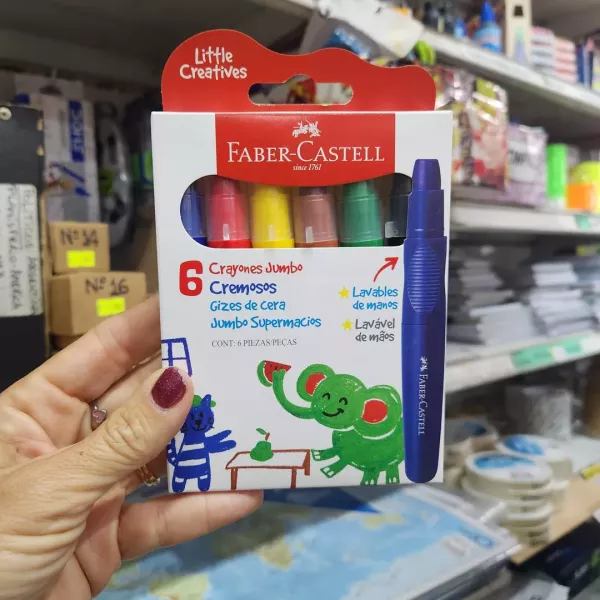 Little
Creatives
FABER-CASTELL
since 1761
6 Crayones Jumbo
Cremosos
Gizes de cera
Jumbo Supermacios
CONT: 6 PIEZAS/PEÇAS
Lavables
de manos
Lavável
de mãos
FABER-CASTELL
Nº 14
Nº 16